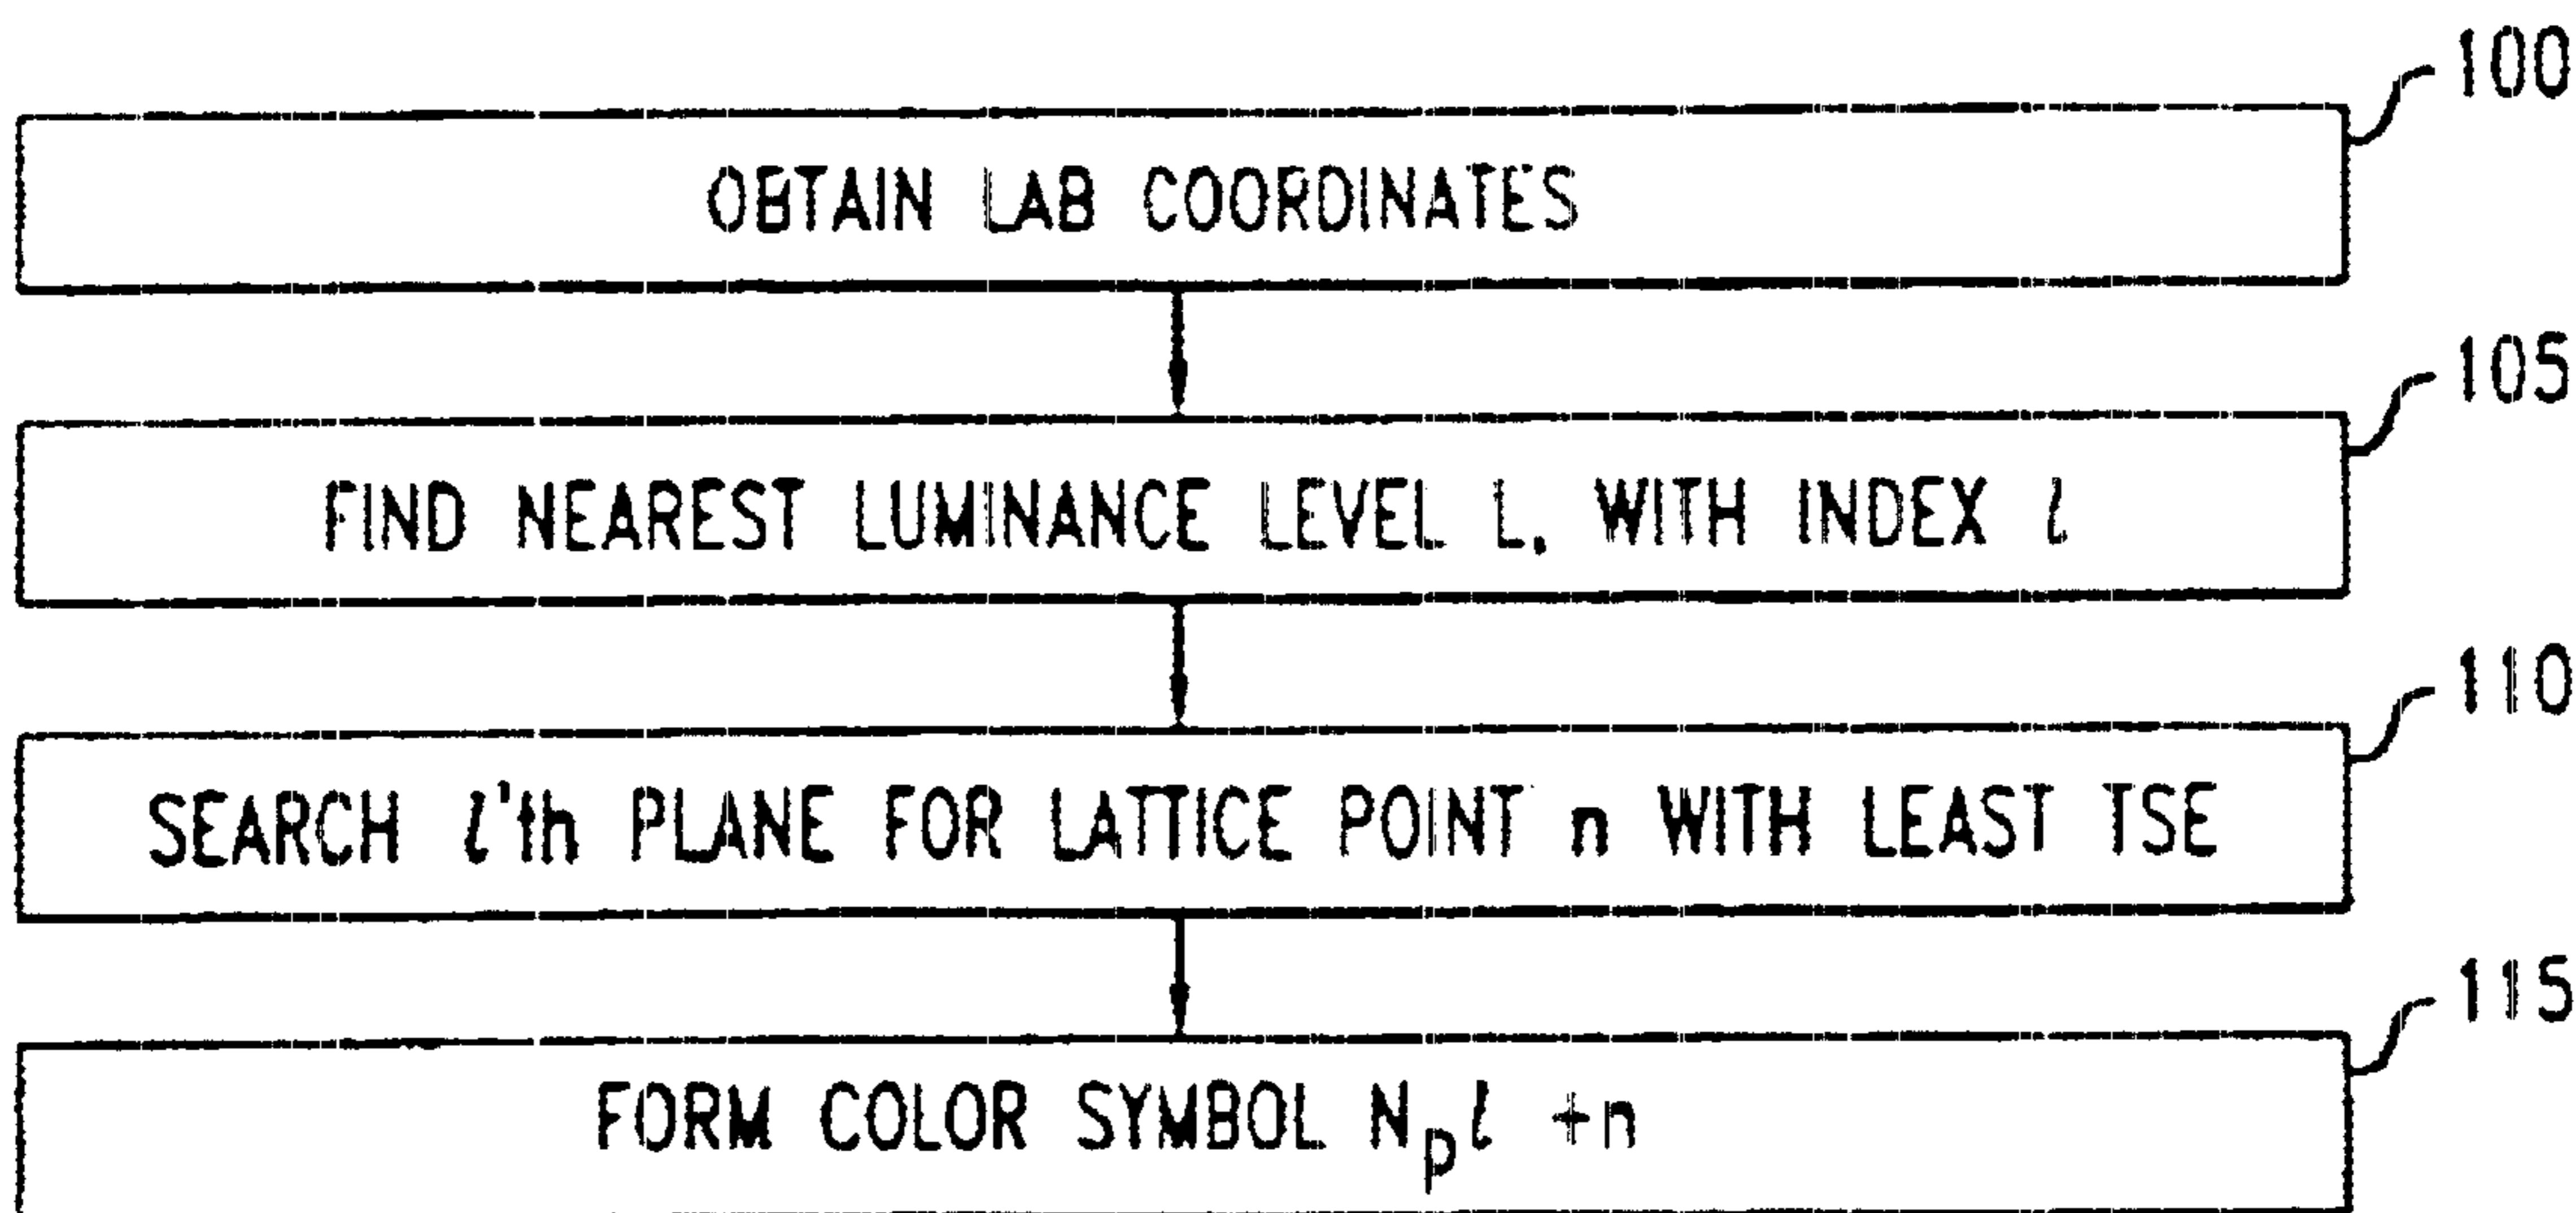 100
OBTAIN LAB COORDINATES
105
FIND NEAREST LUMINANCE LEVEL L, WITH INDEX l
110
SEARCH l'th PLANE FOR LATTICE POINT n WITH LEAST TSE
115
FORM COLOR SYMBOL Npl +n